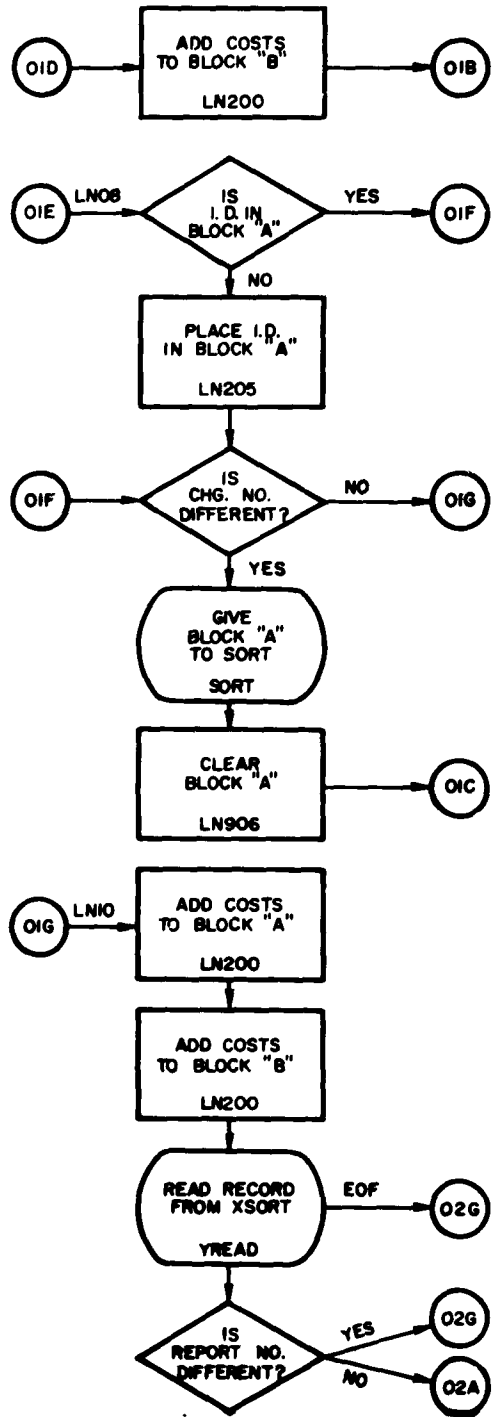 01D
ADD COSTS
TO BLOCK "B"
LN200
01B
01E
LN08
IS
I.D. IN
BLOCK "A"
YES
01F
NO
PLACE I.D.
IN BLOCK "A"
LN205
01F
IS
CHG. NO.
DIFFERENT?
NO
01G
YES
GIVE
BLOCK "A"
TO SORT
SORT
CLEAR
BLOCK "A"
LN906
01C
01G
LN10
ADD COSTS
TO BLOCK "A"
LN200
ADD COSTS
TO BLOCK "B"
LN200
READ RECORD
FROM XSORT
YREAD
EOF
02G
IS
REPORT NO.
DIFFERENT?
YES
02G
NO
02A